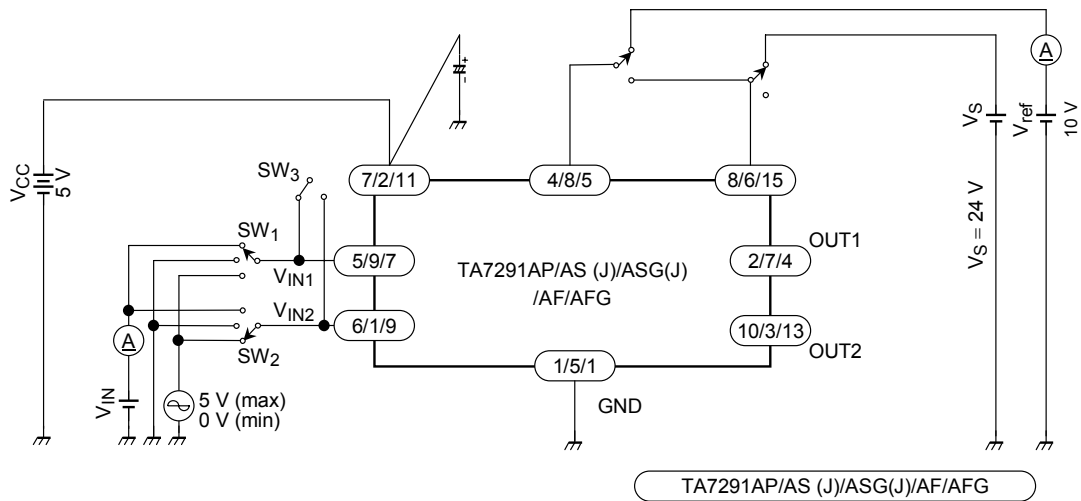 A
+
-
VS
Vref
10 V
VCC
5 V
SW3
7/2/11
4/8/5
8/6/15
VS = 24 V
SW1
OUT1
VIN1
5/9/7
TA7291AP/AS (J)/ASG(J)
/AF/AFG
2/7/4
VIN2
6/1/9
10/3/13
A
SW2
OUT2
1/5/1
VIN
5 V (max)
0 V (min)
GND
TA7291AP/AS (J)/ASG(J)/AF/AFG